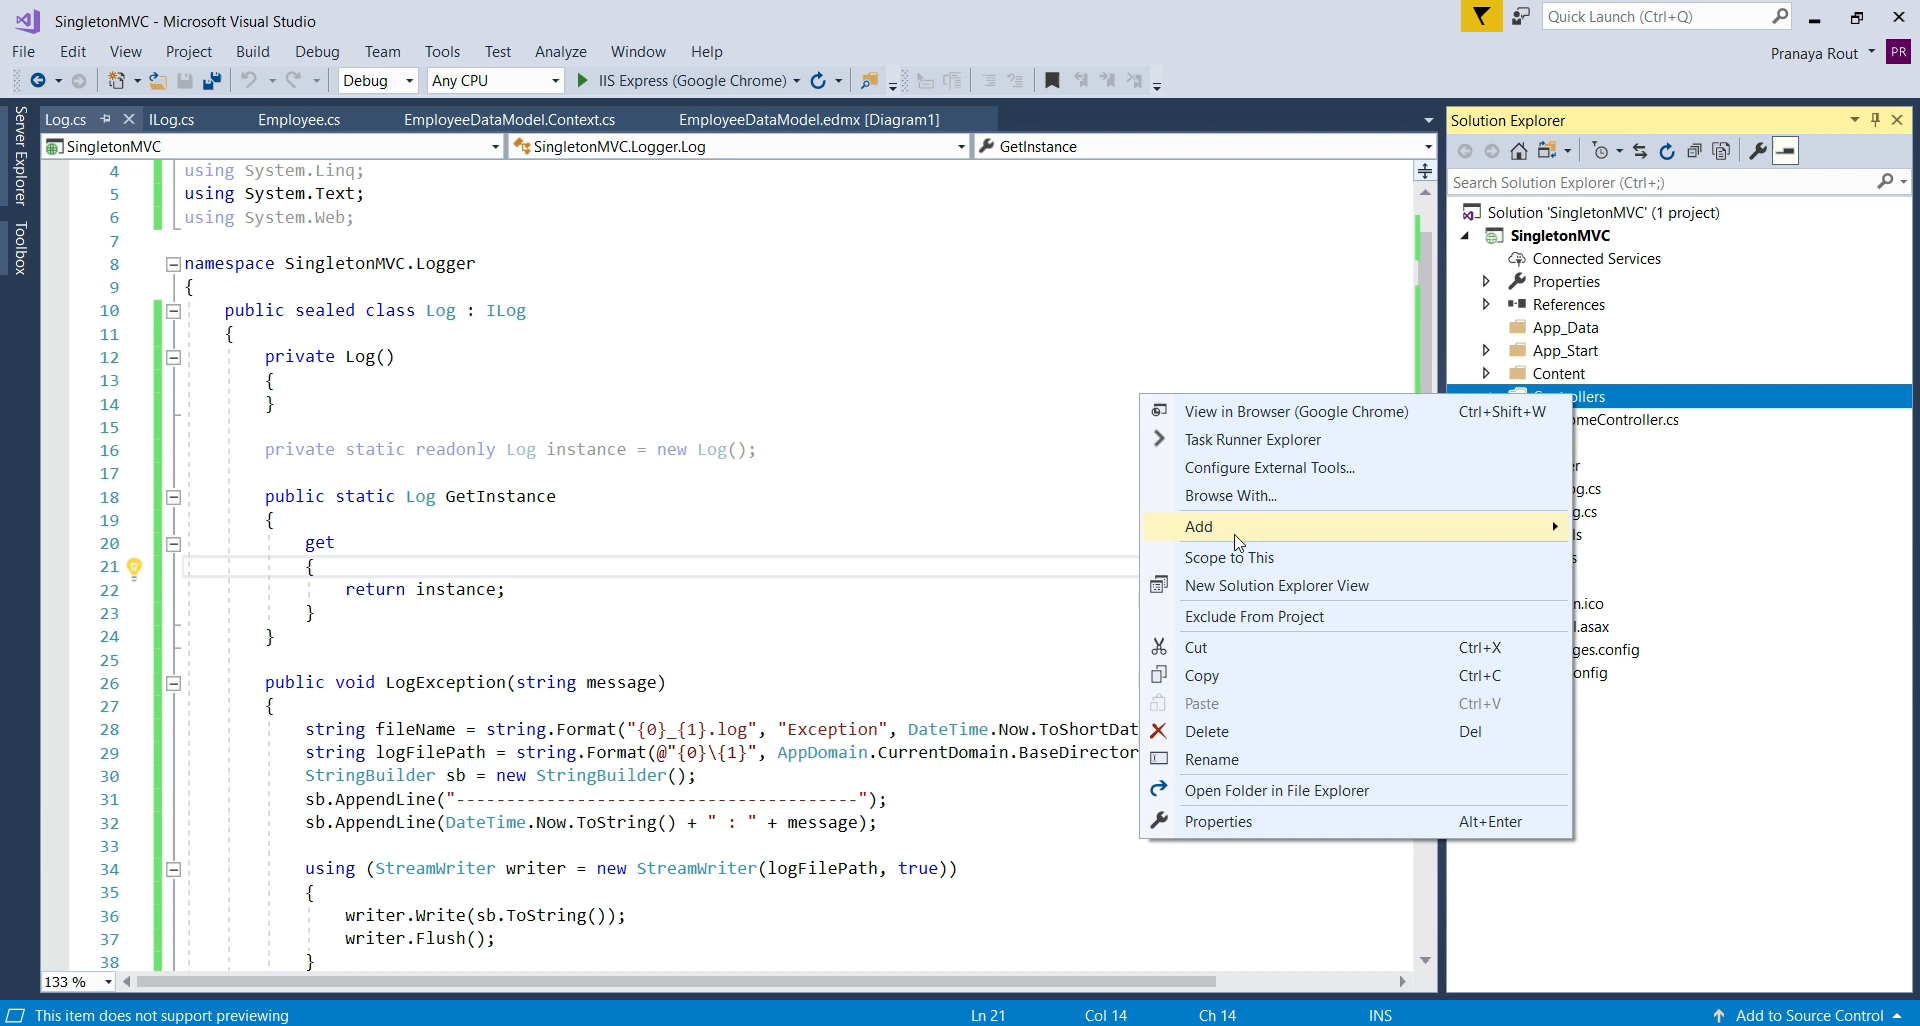 SingletonMVC - Microsoft Visual Studio
Quick Launch (Ctrl+Q)
File Edit View Project Build Debug Team Tools Test Analyze Window Help
Pranaya Rout PR
Debug Any CPU IIS Express (Google Chrome)
Server Explorer
Toolbox
Log.cs ILog.cs Employee.cs EmployeeDataModel.Context.cs EmployeeDataModel.edmx [Diagram1]
SingletonMVC SingletonMVC.Logger.Log GetInstance
4 using System.Linq;
5 using System.Text;
6 using System.Web;
7
8 namespace SingletonMVC.Logger
9 {
10 public sealed class Log : ILog
11 {
12 private Log()
13 {
14 }
15
16 private static readonly Log instance = new Log();
17
18 public static Log GetInstance
19 {
20 get
21 {
22 return instance;
23 }
24 }
25
26 public void LogException(string message)
27 {
28 string fileName = string.Format("{0}_{1}.log", "Exception", DateTime.Now.ToShortDat
29 string logFilePath = string.Format(@"{0}\{1}", AppDomain.CurrentDomain.BaseDirector
30 StringBuilder sb = new StringBuilder();
31 sb.AppendLine("----------------------------------------");
32 sb.AppendLine(DateTime.Now.ToString() + " : " + message);
33
34 using (StreamWriter writer = new StreamWriter(logFilePath, true))
35 {
36 writer.Write(sb.ToString());
37 writer.Flush();
38 }
133 %
View in Browser (Google Chrome) Ctrl+Shift+W
Task Runner Explorer
Configure External Tools...
Browse With...
Add
Scope to This
New Solution Explorer View
Exclude From Project
Cut Ctrl+X
Copy Ctrl+C
Paste Ctrl+V
Delete Del
Rename
Open Folder in File Explorer
Properties Alt+Enter
Solution Explorer
Search Solution Explorer (Ctrl+;)
Solution 'SingletonMVC' (1 project)
SingletonMVC
Connected Services
Properties
References
App_Data
App_Start
Content
ollers
omeController.cs
r
og.cs
g.cs
ls
s
n.ico
l.asax
ges.config
onfig
This item does not support previewing Ln 21 Col 14 Ch 14 INS Add to Source Control